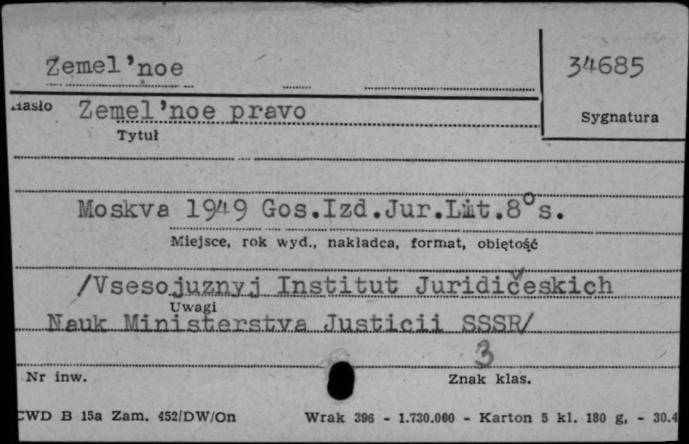 Zemel'noe
34685
Hasło Zemel'noe pravo
Sygnatura
Tytuł
Moskva 1949 Gos.Izd.Jur.Lit.8° s.
Miejsce, rok wyd., nakładca, format, objętość
/Vsesojuznyj Institut Juridičeskich
Uwagi
Nauk Ministerstva Justicii SSSR/
3
Nr inw.
Znak klas.
CWD B 15a Zam. 452/DW/On Wrak 396 - 1.730.000 - Karton 5 kl. 180 g, - 30.4